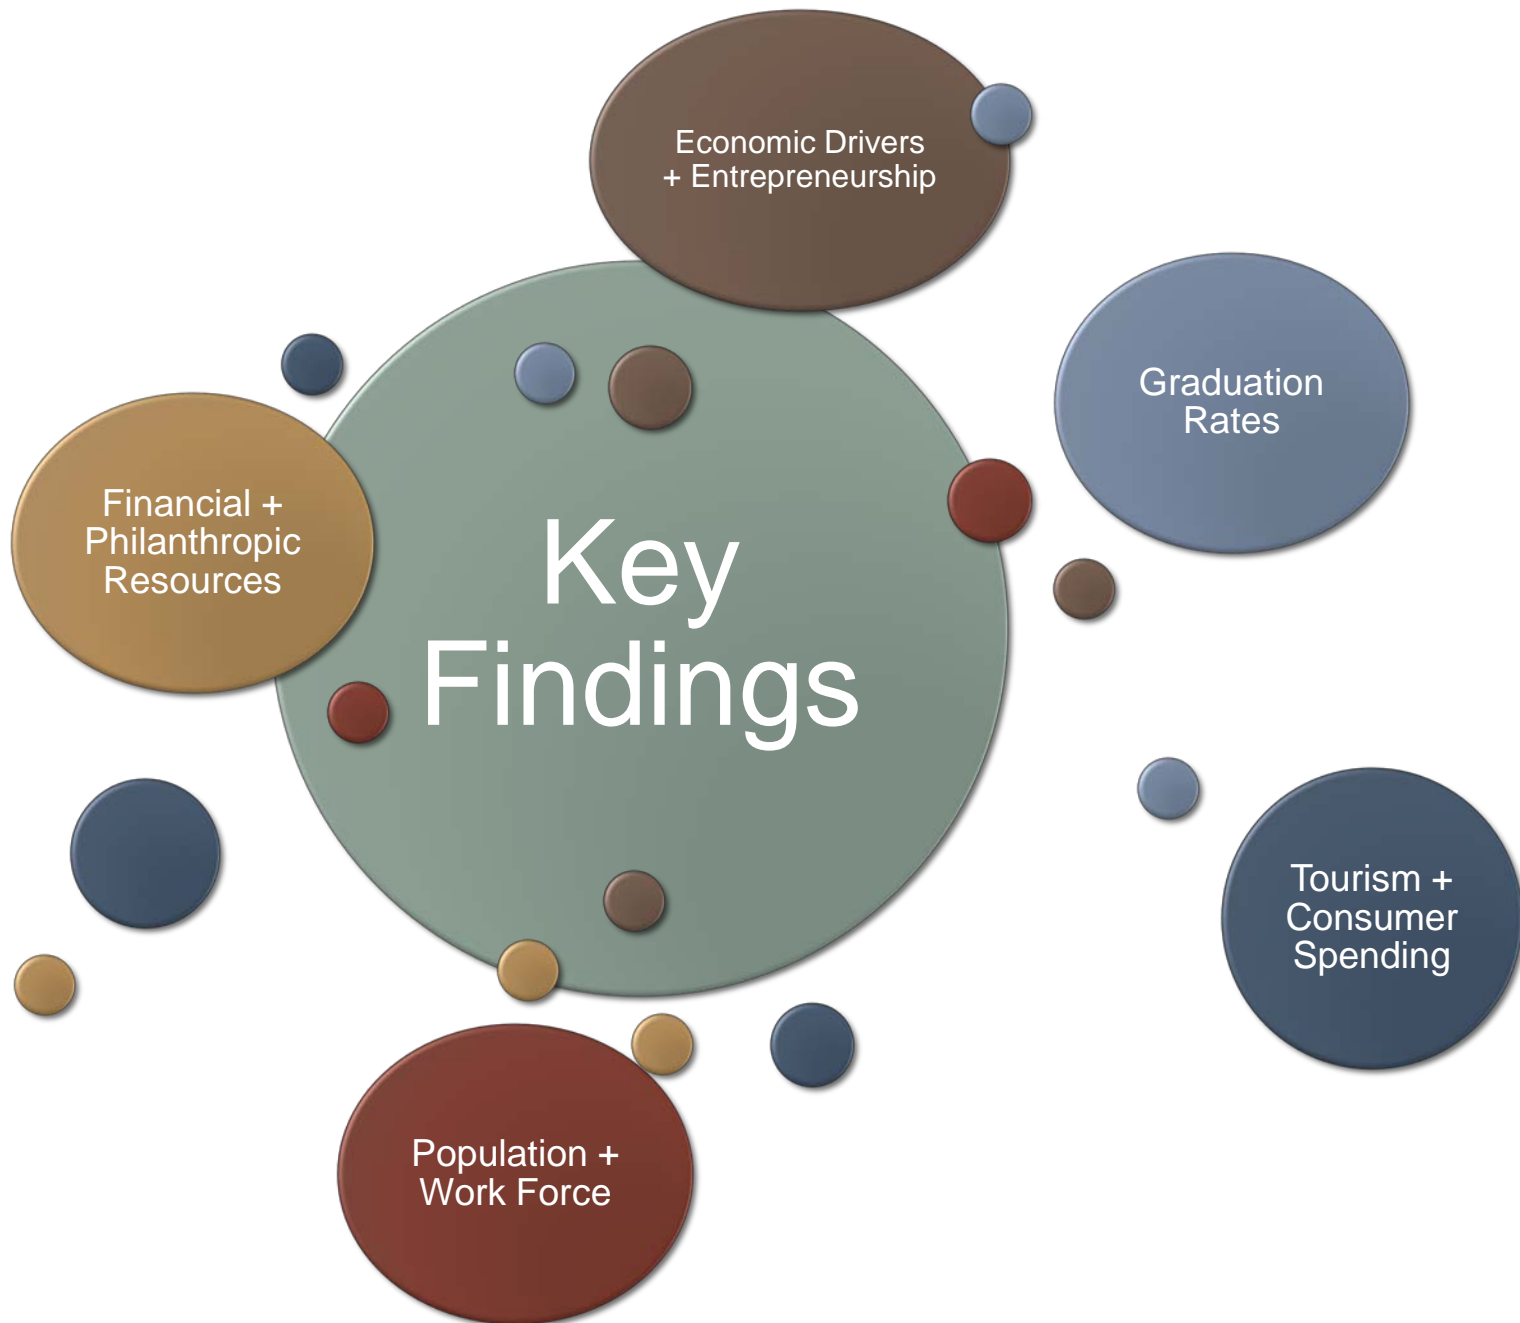 Economic Drivers
+ Entrepreneurship
Graduation
Rates
Financial +
Philanthropic
Resources
Key
Findings
Tourism +
Consumer
Spending
Population +
Work Force